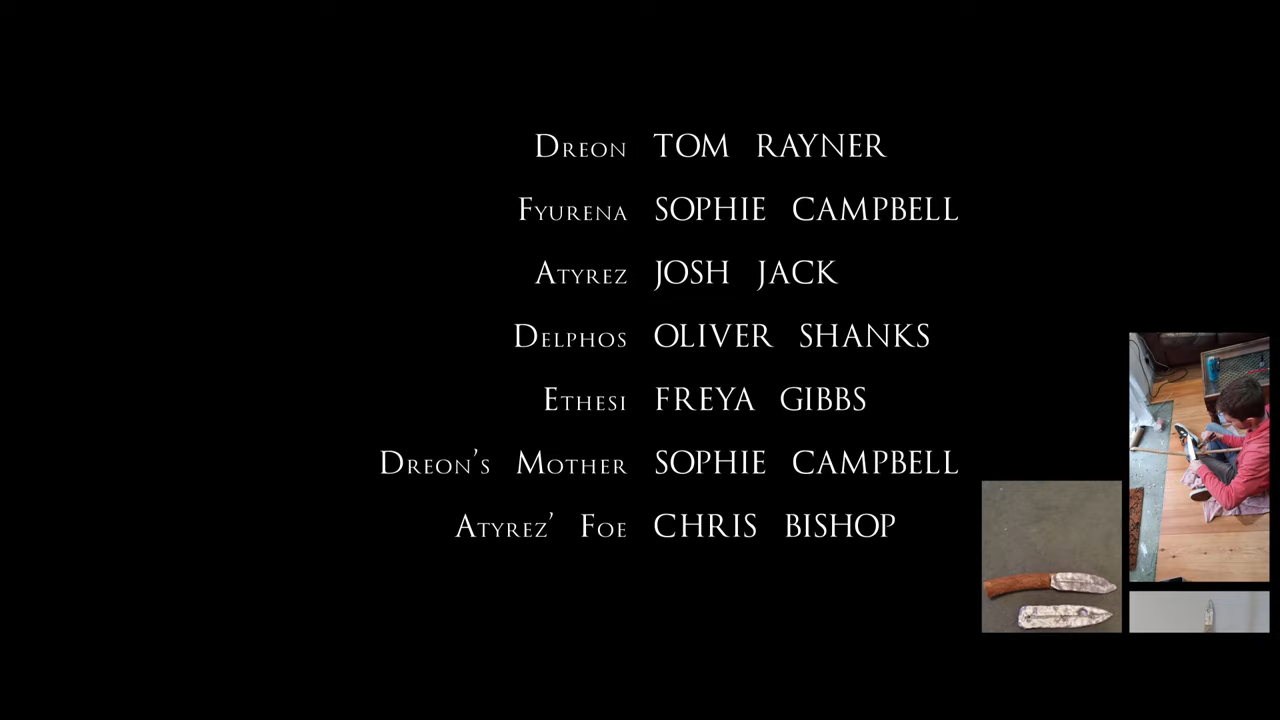 Dreon TOM RAYNER
Fyurena SOPHIE CAMPBELL
Atyrez JOSH JACK
Delphos OLIVER SHANKS
Ethesi FREYA GIBBS
Dreon's Mother SOPHIE CAMPBELL
Atyrez' Foe CHRIS BISHOP